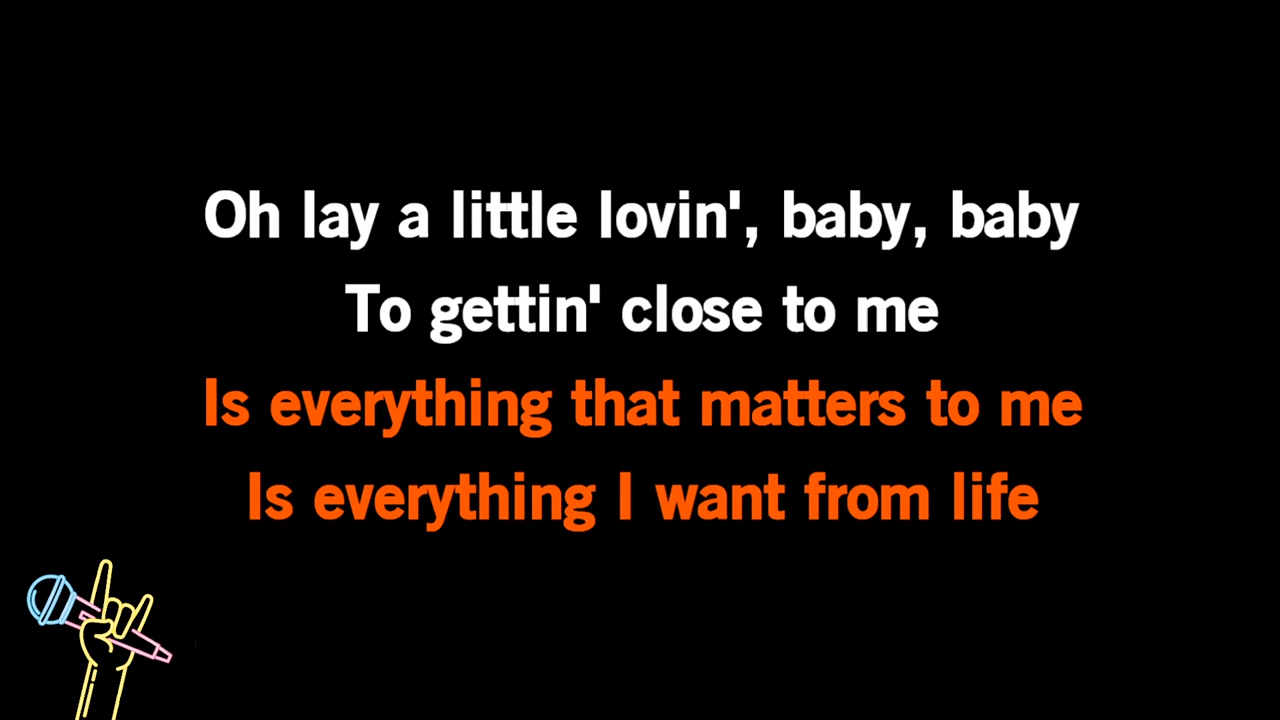 Oh lay a little lovin', baby, baby
To gettin' close to me
Is everything that matters to me
Is everything I want from life